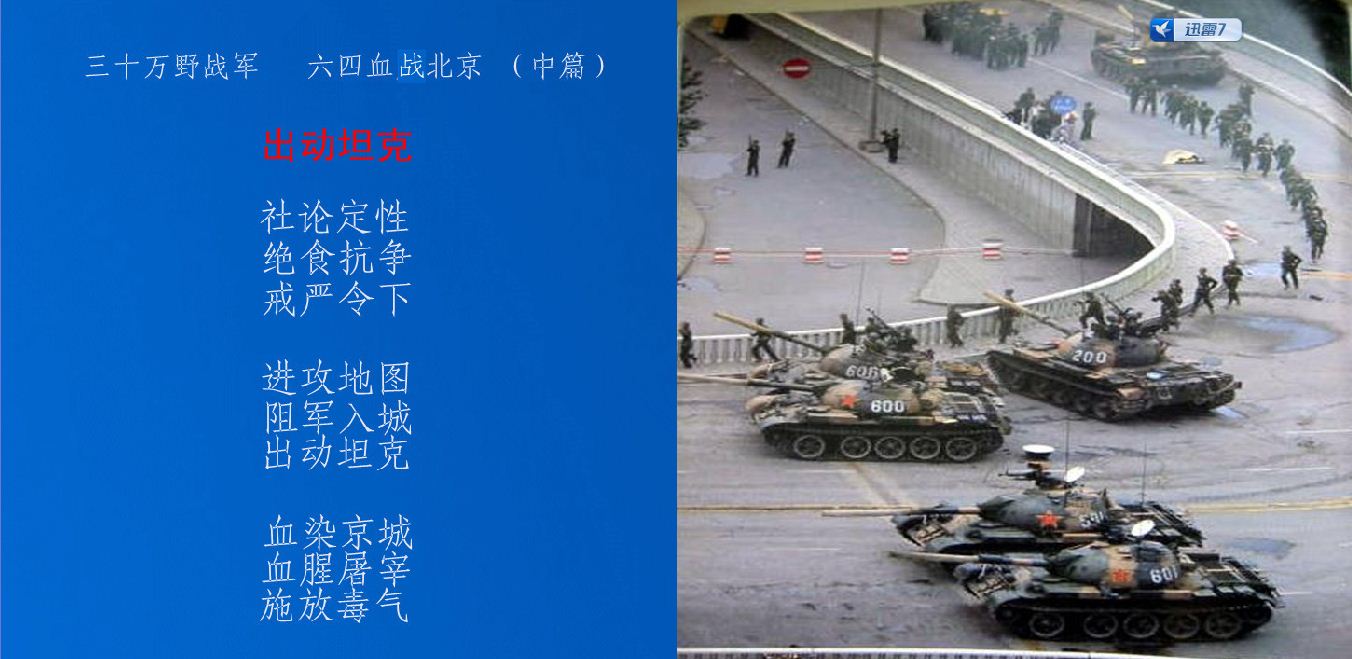 三十万野战军 六四血战北京 （中篇）
出动坦克
社论定性
绝食抗争
戒严令下
进攻地图
阻军入城
出动坦克
血染京城
血腥屠宰
施放毒气
迅雷7
200
606
600
601